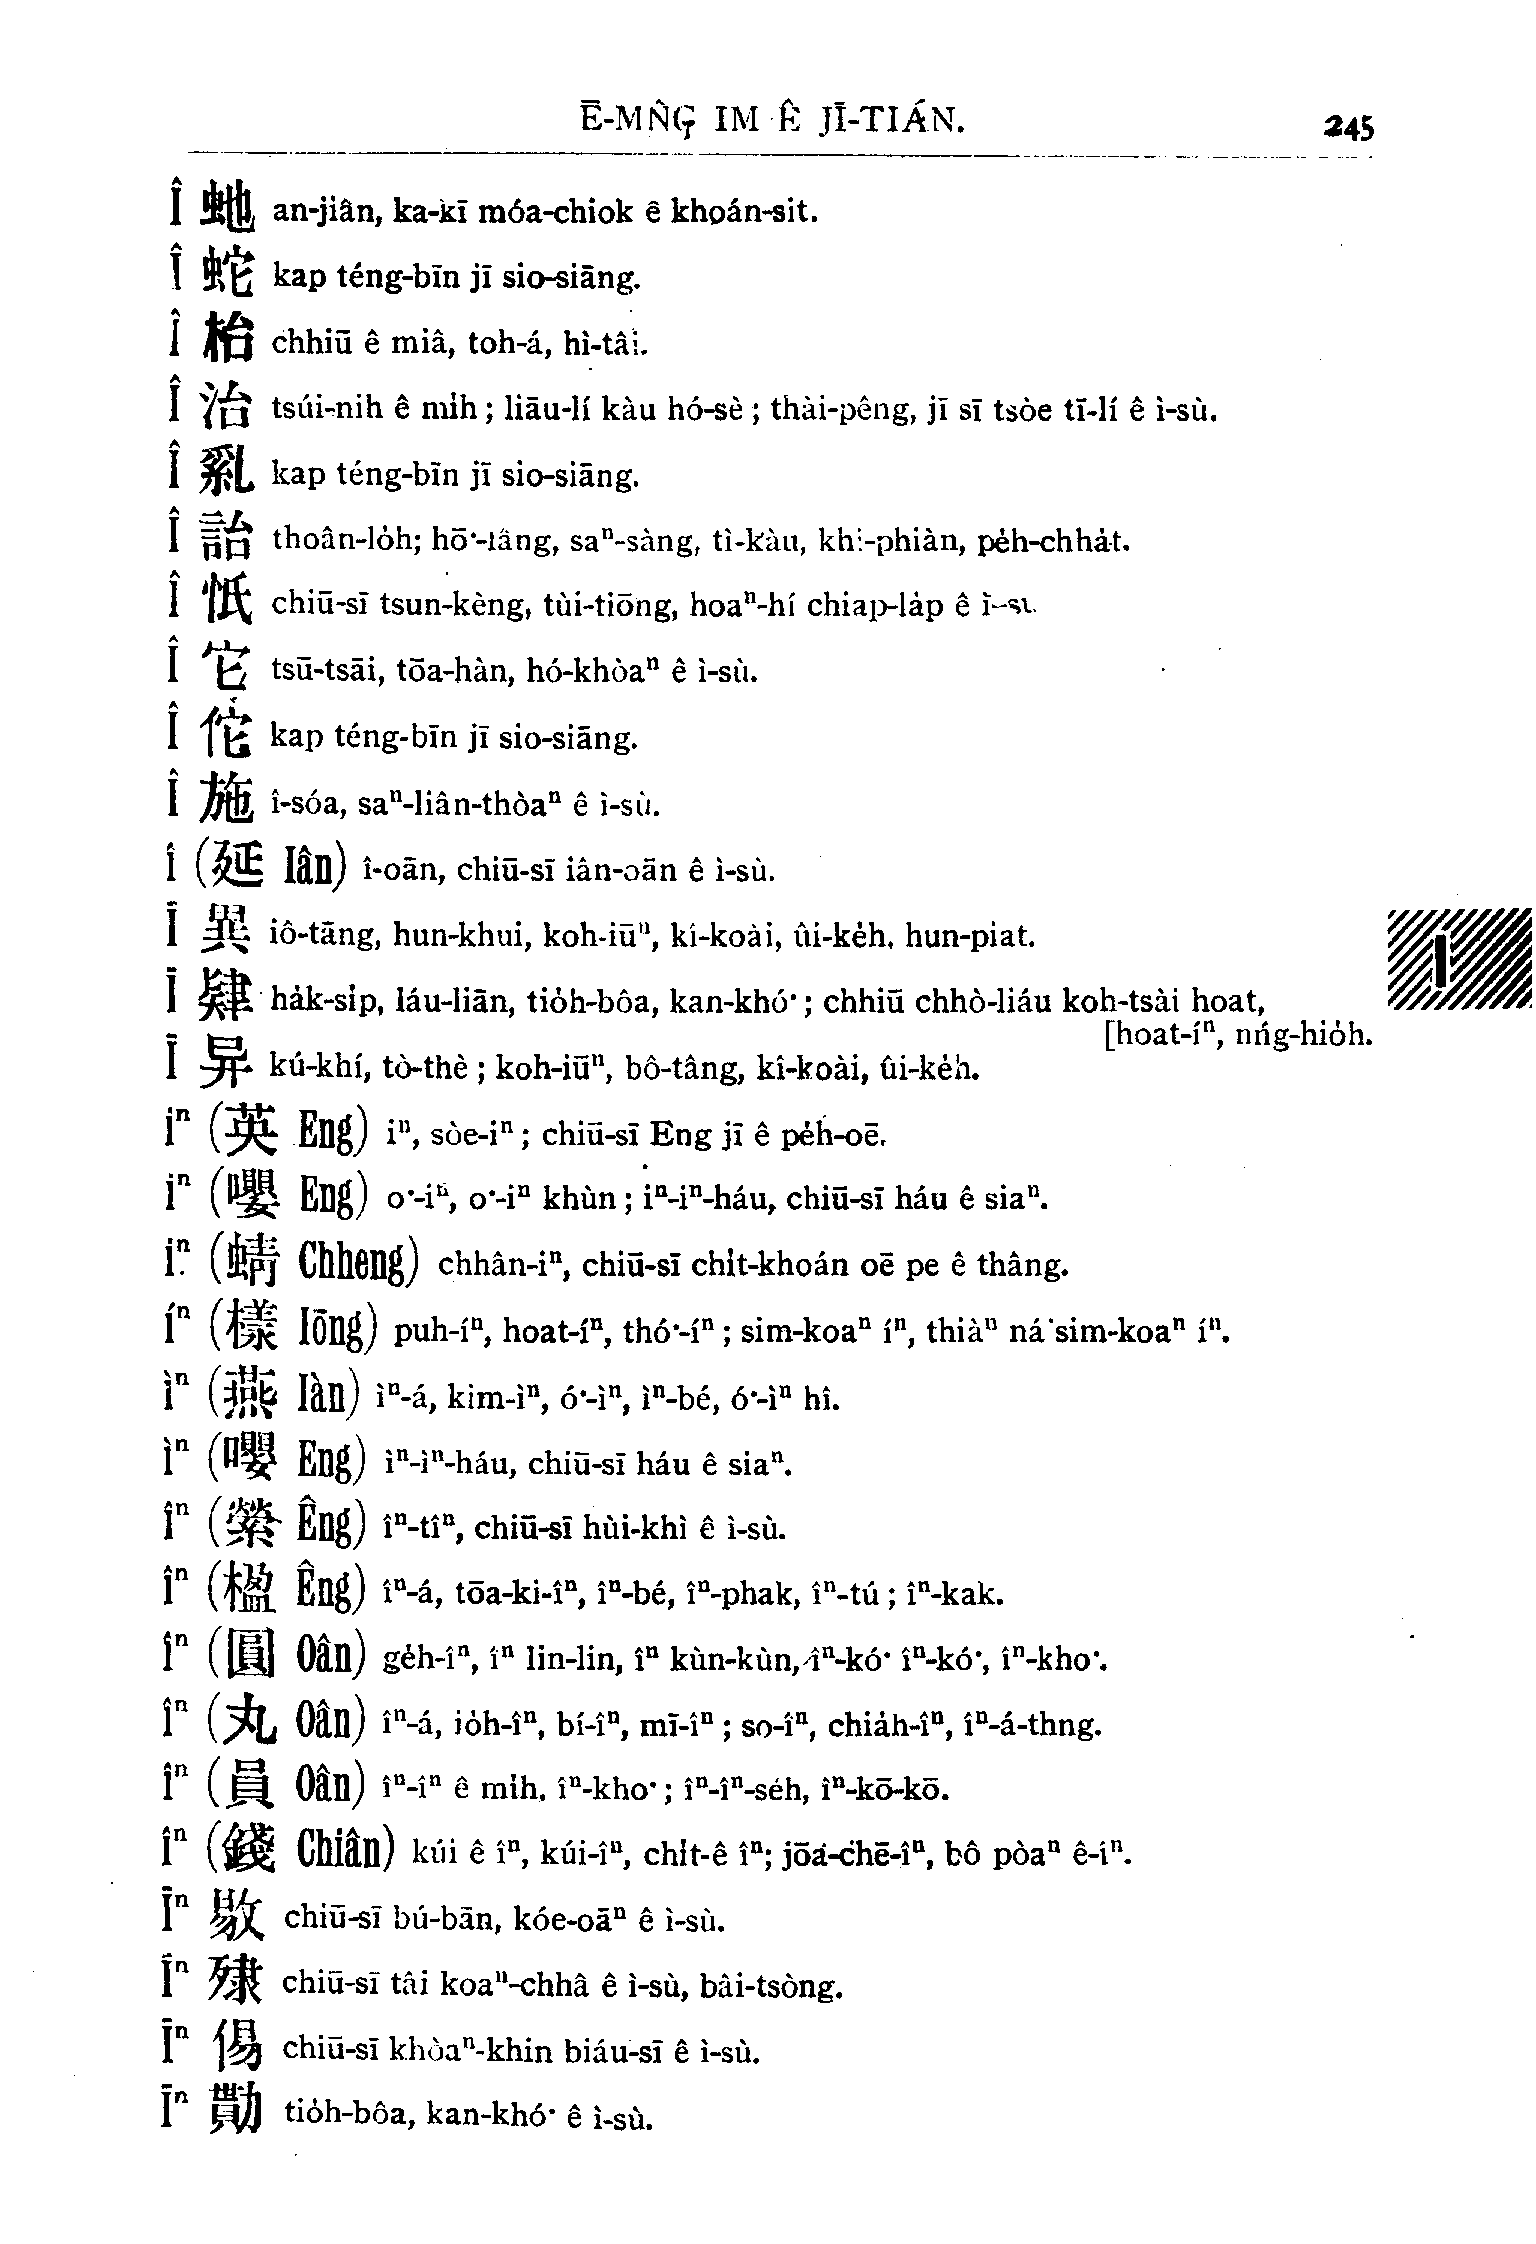 Ē-MN̂G IM Ê JĪ-TIÁN. 245
Î 虵 an-jiân, ka-kī móa-chiok ê khoán-sit.
Î 蛇 kap téng-bīn jī sio-siāng.
Î 枱 chhiū ê miâ, toh-á, hì-tâi.
Î 治 tsúi-nih ê mi̍h; liāu-lí kàu hó-sè; thài-pêng, jī sī tsòe tī-lí ê ì-sù.
Î 乿 kap téng-bīn jī sio-siāng.
Î 詒 thoân-lo̍h; hō͘-lâng, saⁿ-sàng, tì-kàu, khi-phiàn, pe̍h-chha̍t.
Î 忯 chiū-sī tsun-kèng, tùi-tiōng, hoaⁿ-hí chiap-la̍p ê ì-sù.
Î 它 tsū-tsāi, tōa-hàn, hó-khòaⁿ ê ì-sù.
Î 佗 kap téng-bīn jī sio-siāng.
Î 施 î-sóa, saⁿ-liân-thòaⁿ ê ì-sù.
î (延 Iân) î-oān, chiū-sī iân-oān ê ì-sù.
Ī 異 iô-tāng, hun-khui, koh-iūⁿ, kî-koài, ûi-ke̍h, hun-piat.
Ī 肄 ha̍k-si̍p, láu-liān, tio̍h-bôa, kan-khó͘; chhiū chhò-liáu koh-tsài hoat,
[hoat-íⁿ, nńg-hio̍h.
Ī 异 kú-khí, tò-thè; koh-iūⁿ, bô-tâng, kî-koài, ûi-ke̍h.
iⁿ (英 Eng) iⁿ, sòe-iⁿ; chiū-sī Eng jī ê pe̍h-oē.
iⁿ (嚶 Eng) o͘-iⁿ, o͘-iⁿ khùn; iⁿ-iⁿ-háu, chiū-sī háu ê siaⁿ.
iⁿ (蜻 Chheng) chhân-iⁿ, chiū-sī chi̍t-khoán oē pe ê thâng.
íⁿ (樣 Iōng) puh-íⁿ, hoat-íⁿ, thó͘-íⁿ; sim-koaⁿ íⁿ, thiàⁿ ná sim-koaⁿ íⁿ.
ìⁿ (燕 Iàn) ìⁿ-á, kim-ìⁿ, ó͘-ìⁿ, ìⁿ-bé, ó͘-ìⁿ hî.
ìⁿ (嚶 Eng) ìⁿ-ìⁿ-háu, chiū-sī háu ê siaⁿ.
îⁿ (縈 Êng) îⁿ-tîⁿ, chiū-sī hùi-khì ê ì-sù.
îⁿ (楹 Êng) îⁿ-á, tōa-ki-îⁿ, îⁿ-bé, îⁿ-phak, îⁿ-tú; îⁿ-kak.
îⁿ (圓 Oân) ge̍h-îⁿ, îⁿ lin-lin, îⁿ kùn-kùn, îⁿ-kó͘ îⁿ-kó͘, îⁿ-kho͘.
îⁿ (丸 Oân) îⁿ-á, io̍h-îⁿ, bí-îⁿ, mī-îⁿ; so-îⁿ, chia̍h-îⁿ, îⁿ-á-thng.
îⁿ (員 Oân) îⁿ-îⁿ ê mi̍h, îⁿ-kho͘; îⁿ-îⁿ-se̍h, îⁿ-kō-kō.
îⁿ (錢 Chiân) kúi ê îⁿ, kúi-îⁿ, chi̍t-ê îⁿ; jōa-chē-îⁿ, bô pòaⁿ ê-îⁿ.
Īⁿ chiū-sī bú-bān, kóe-oāⁿ ê ì-sù.
Īⁿ 殔 chiū-sī tâi koaⁿ-chhâ ê ì-sù, bâi-tsòng.
Īⁿ 傷 chiū-sī khòaⁿ-khin biáu-sī ê ì-sù.
Īⁿ 勩 tio̍h-bôa, kan-khó͘ ê ì-sù.
I